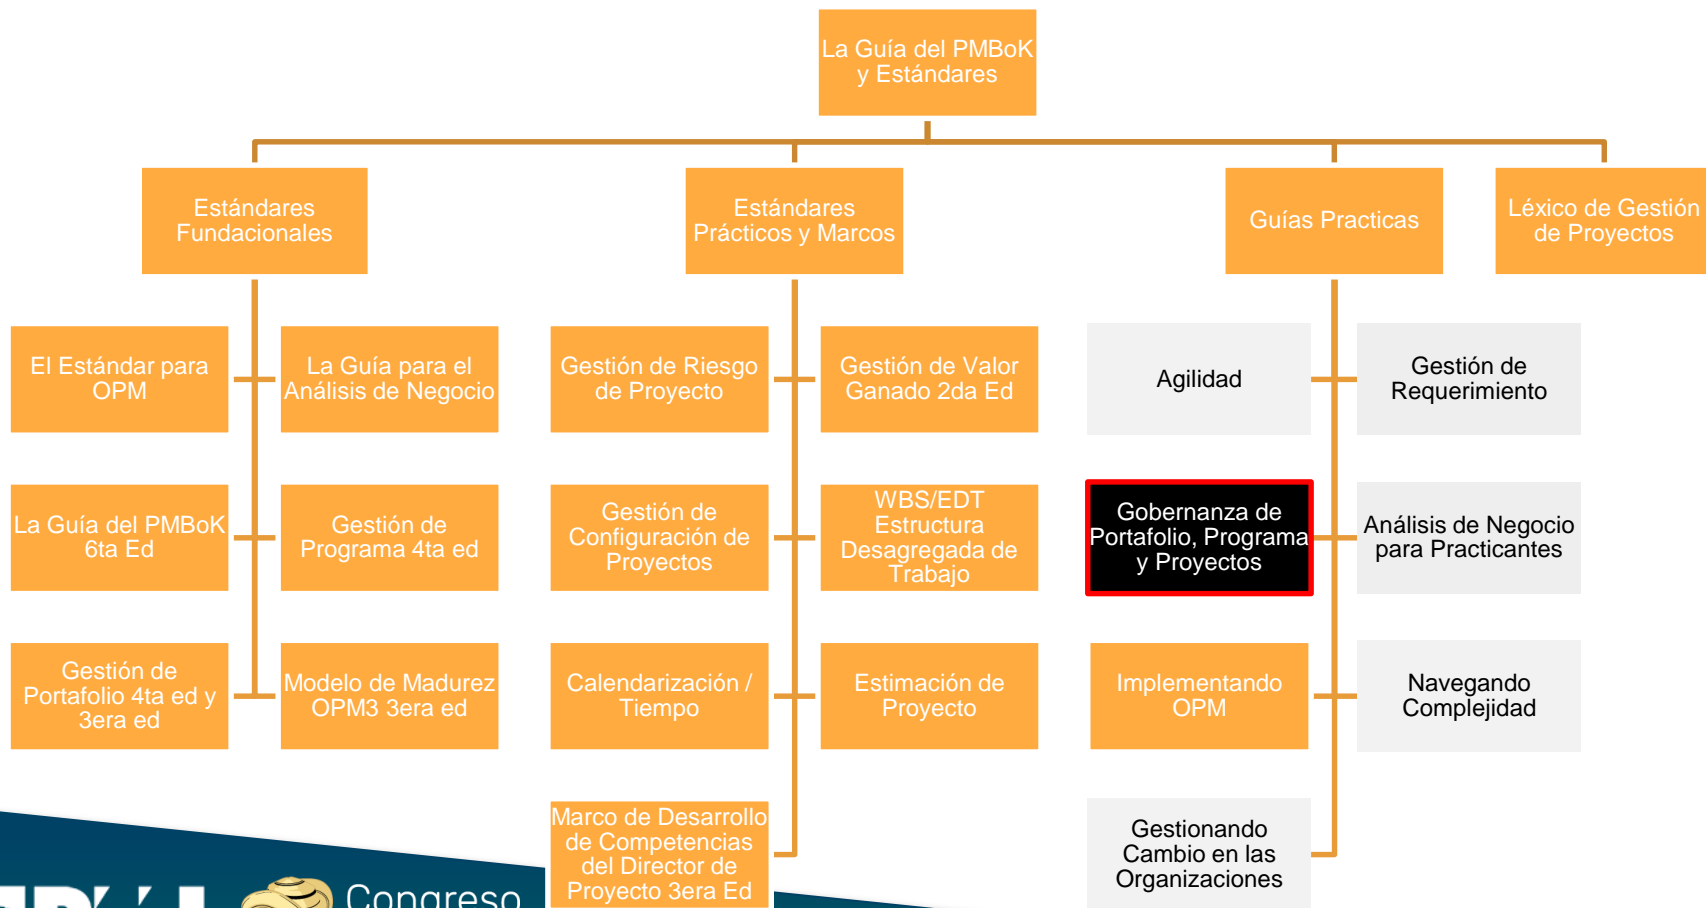 La Guía del PMBoK
y Estándares
Estándares
Fundacionales
Estándares
Prácticos y Marcos
Guías Practicas
Léxico de Gestión
de Proyectos
El Estándar para
OPM
La Guía para el
Análisis de Negocio
Gestión de Riesgo
de Proyecto
Gestión de Valor
Ganado 2da Ed
Agilidad
Gestión de
Requerimiento
La Guía del PMBoK
6ta Ed
Gestión de
Programa 4ta ed
Gestión de
Configuración de
Proyectos
WBS/EDT
Estructura
Desagregada de
Trabajo
Gobernanza de
Portafolio, Programa
y Proyectos
Análisis de Negocio
para Practicantes
Gestión de
Portafolio 4ta ed y
3era ed
Modelo de Madurez
OPM3 3era ed
Calendarización /
Tiempo
Estimación de
Proyecto
Implementando
OPM
Navegando
Complejidad
Marco de Desarrollo
de Competencias
del Director de
Proyecto 3era Ed
Gestionando
Cambio en las
Organizaciones
Congreso